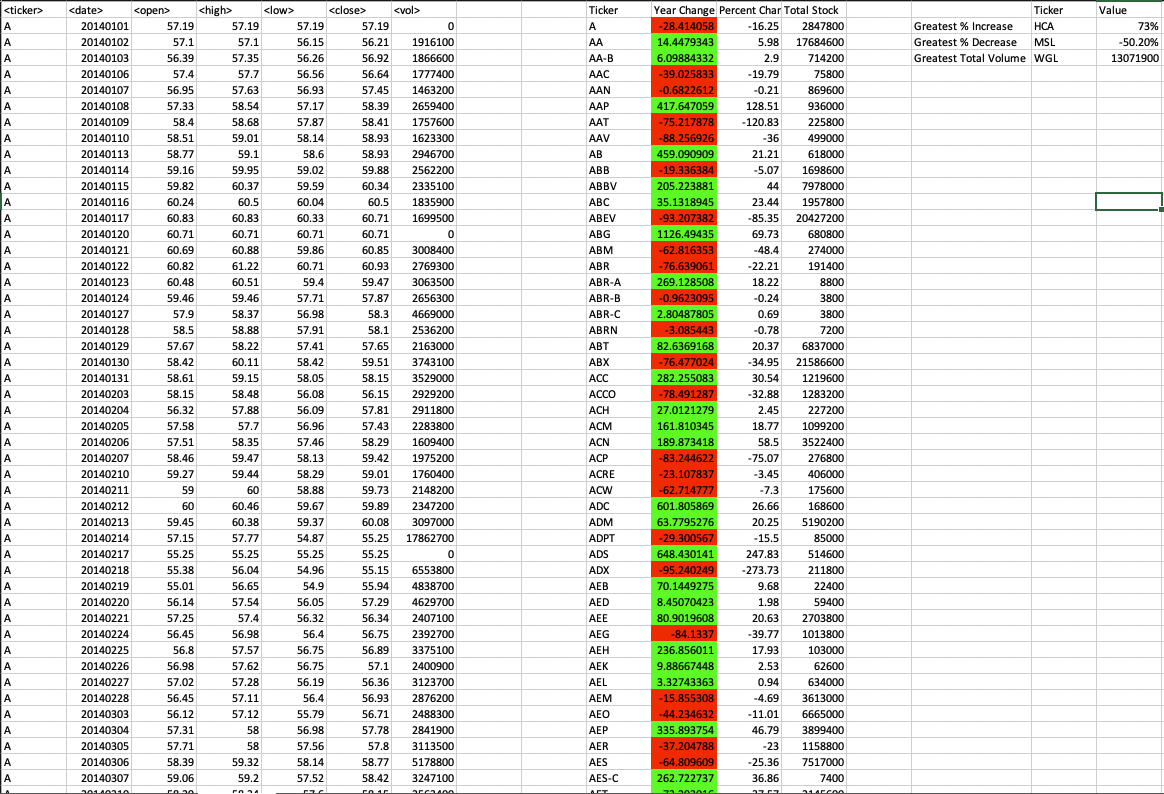 <ticker> <date> <open> <high> <low> <close> <vol> Ticker Year Change Percent Char Total Stock Ticker Value
A 20140101 57.19 57.19 57.19 57.19 0 A -28.414058 -16.25 2847800 Greatest % Increase HCA 73%
A 20140102 57.1 57.1 56.15 56.21 1916100 AA 14.4479343 5.98 17684600 Greatest % Decrease MSL -50.20%
A 20140103 56.39 57.35 56.26 56.92 1866600 AA-B 6.09884332 2.9 714200 Greatest Total Volume WGL 13071900
A 20140106 57.4 57.7 56.56 56.64 1777400 AAC -39.025833 -19.79 75800
A 20140107 56.95 57.63 56.93 57.45 1463200 AAN -0.6822612 -0.21 869600
A 20140108 57.33 58.54 57.17 58.39 2659400 AAP 417.647059 128.51 936000
A 20140109 58.4 58.68 57.87 58.41 1757600 AAT -75.217878 -120.83 225800
A 20140110 58.51 59.01 58.14 58.93 1623300 AAV -88.256926 -36 499000
A 20140113 58.77 59.1 58.6 58.93 2946700 AB 459.090909 21.21 618000
A 20140114 59.16 59.95 59.02 59.88 2562200 ABB -19.336384 -5.07 1698600
A 20140115 59.82 60.37 59.59 60.34 2335100 ABBV 205.223881 44 7978000
A 20140116 60.24 60.5 60.04 60.5 1835900 ABC 35.1318945 23.44 1957800
A 20140117 60.83 60.83 60.33 60.71 1699500 ABEV -93.207382 -85.35 20427200
A 20140120 60.71 60.71 60.71 60.71 0 ABG 1126.49435 69.73 680800
A 20140121 60.69 60.88 59.86 60.85 3008400 ABM -62.816353 -48.4 274000
A 20140122 60.82 61.22 60.71 60.93 2769300 ABR -76.639061 -22.21 191400
A 20140123 60.48 60.51 59.4 59.47 3063500 ABR-A 269.128508 18.22 8800
A 20140124 59.46 59.46 57.71 57.87 2656300 ABR-B -0.9623095 -0.24 3800
A 20140127 57.9 58.37 56.98 58.3 4669000 ABR-C 2.80487805 0.69 3800
A 20140128 58.5 58.88 57.91 58.1 2536200 ABRN -3.085443 -0.78 7200
A 20140129 57.67 58.22 57.41 57.65 2163000 ABT 82.6369168 20.37 6837000
A 20140130 58.42 60.11 58.42 59.51 3743100 ABX -76.477024 -34.95 21586600
A 20140131 58.61 59.15 58.05 58.15 3529000 ACC 282.255083 30.54 1219600
A 20140203 58.15 58.48 56.08 56.15 2929200 ACCO -78.491287 -32.88 1283200
A 20140204 56.32 57.88 56.09 57.81 2911800 ACH 27.0121279 2.45 227200
A 20140205 57.58 57.7 56.96 57.43 2283800 ACM 161.810345 18.77 1099200
A 20140206 57.51 58.35 57.46 58.29 1609400 ACN 189.873418 58.5 3522400
A 20140207 58.46 59.47 58.13 59.42 1975200 ACP -83.244622 -75.07 276800
A 20140210 59.27 59.44 58.29 59.01 1760400 ACRE -23.107837 -3.45 406000
A 20140211 59 60 58.88 59.73 2148200 ACW -62.714777 -7.3 175600
A 20140212 60 60.46 59.67 59.89 2347200 ADC 601.805869 26.66 168600
A 20140213 59.45 60.38 59.37 60.08 3097000 ADM 63.7795276 20.25 5190200
A 20140214 57.15 57.77 54.87 55.25 17862700 ADPT -29.300567 -15.5 85000
A 20140217 55.25 55.25 55.25 55.25 0 ADS 648.430141 247.83 514600
A 20140218 55.38 56.04 54.96 55.15 6553800 ADX -95.240249 -273.73 211800
A 20140219 55.01 56.65 54.9 55.94 4838700 AEB 70.1449275 9.68 22400
A 20140220 56.14 57.54 56.05 57.29 4629700 AED 8.45070423 1.98 59400
A 20140221 57.25 57.4 56.32 56.34 2407100 AEE 80.9019608 20.63 2703800
A 20140224 56.45 56.98 56.4 56.75 2392700 AEG -84.1337 -39.77 1013800
A 20140225 56.8 57.57 56.75 56.89 3375100 AEH 236.856011 17.93 103000
A 20140226 56.98 57.62 56.75 57.1 2400900 AEK 9.88667448 2.53 62600
A 20140227 57.02 57.28 56.19 56.36 3123700 AEL 3.32743363 0.94 634000
A 20140228 56.45 57.11 56.4 56.93 2876200 AEM -15.855308 -4.69 3613000
A 20140303 56.12 57.12 55.79 56.71 2488300 AEO -44.234632 -11.01 6665000
A 20140304 57.31 58 56.98 57.78 2841900 AEP 335.893754 46.79 3899400
A 20140305 57.71 58 57.56 57.8 3113500 AER -37.204788 -23 1158800
A 20140306 58.39 59.32 58.14 58.77 5178800 AES -64.809609 -25.36 7517000
A 20140307 59.06 59.2 57.52 58.42 3247100 AES-C 262.722737 36.86 7400